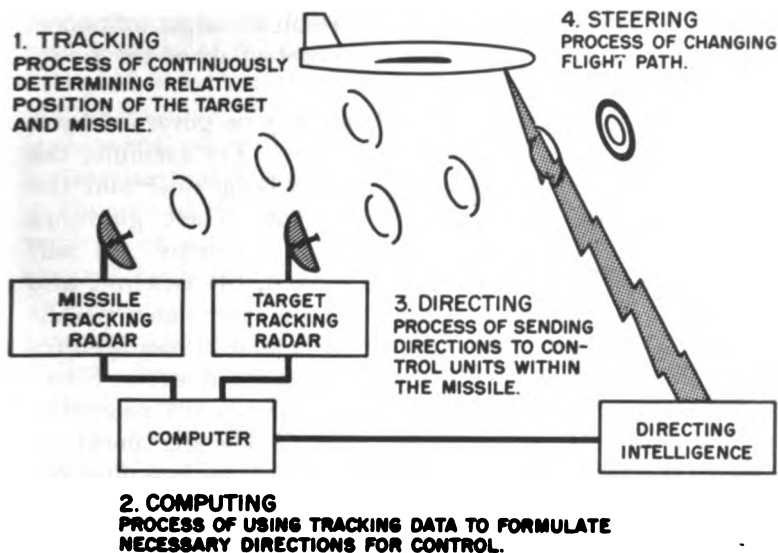 1. TRACKING
PROCESS OF CONTINUOUSLY
DETERMINING RELATIVE
POSITION OF THE TARGET
AND MISSILE.
4. STEERING
PROCESS OF CHANGING
FLIGHT PATH.
MISSILE
TRACKING
RADAR
TARGET
TRACKING
RADAR
3. DIRECTING
PROCESS OF SENDING
DIRECTIONS TO CON-
TROL UNITS WITHIN
THE MISSILE.
COMPUTER
DIRECTING
INTELLIGENCE
2. COMPUTING
PROCESS OF USING TRACKING DATA TO FORMULATE
NECESSARY DIRECTIONS FOR CONTROL.